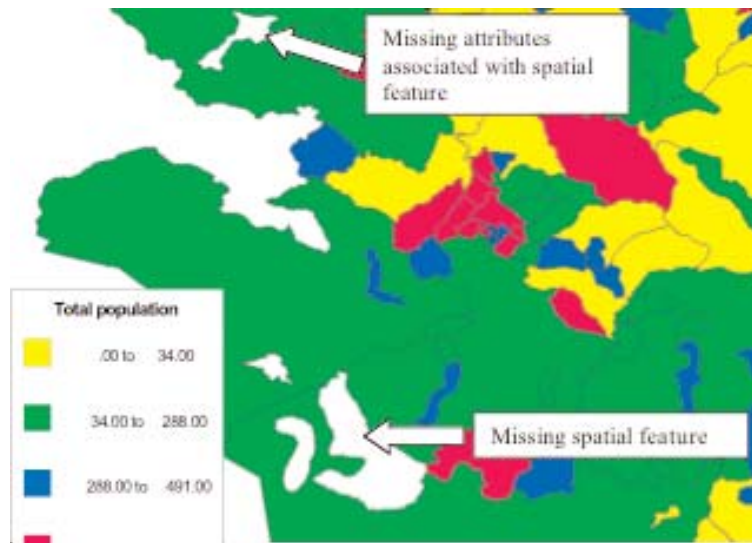 Missing attributes
associated with spatial
feature
Total population
.00 to 34.00
34.00 to 288.00
288.00 to 491.00
Missing spatial feature